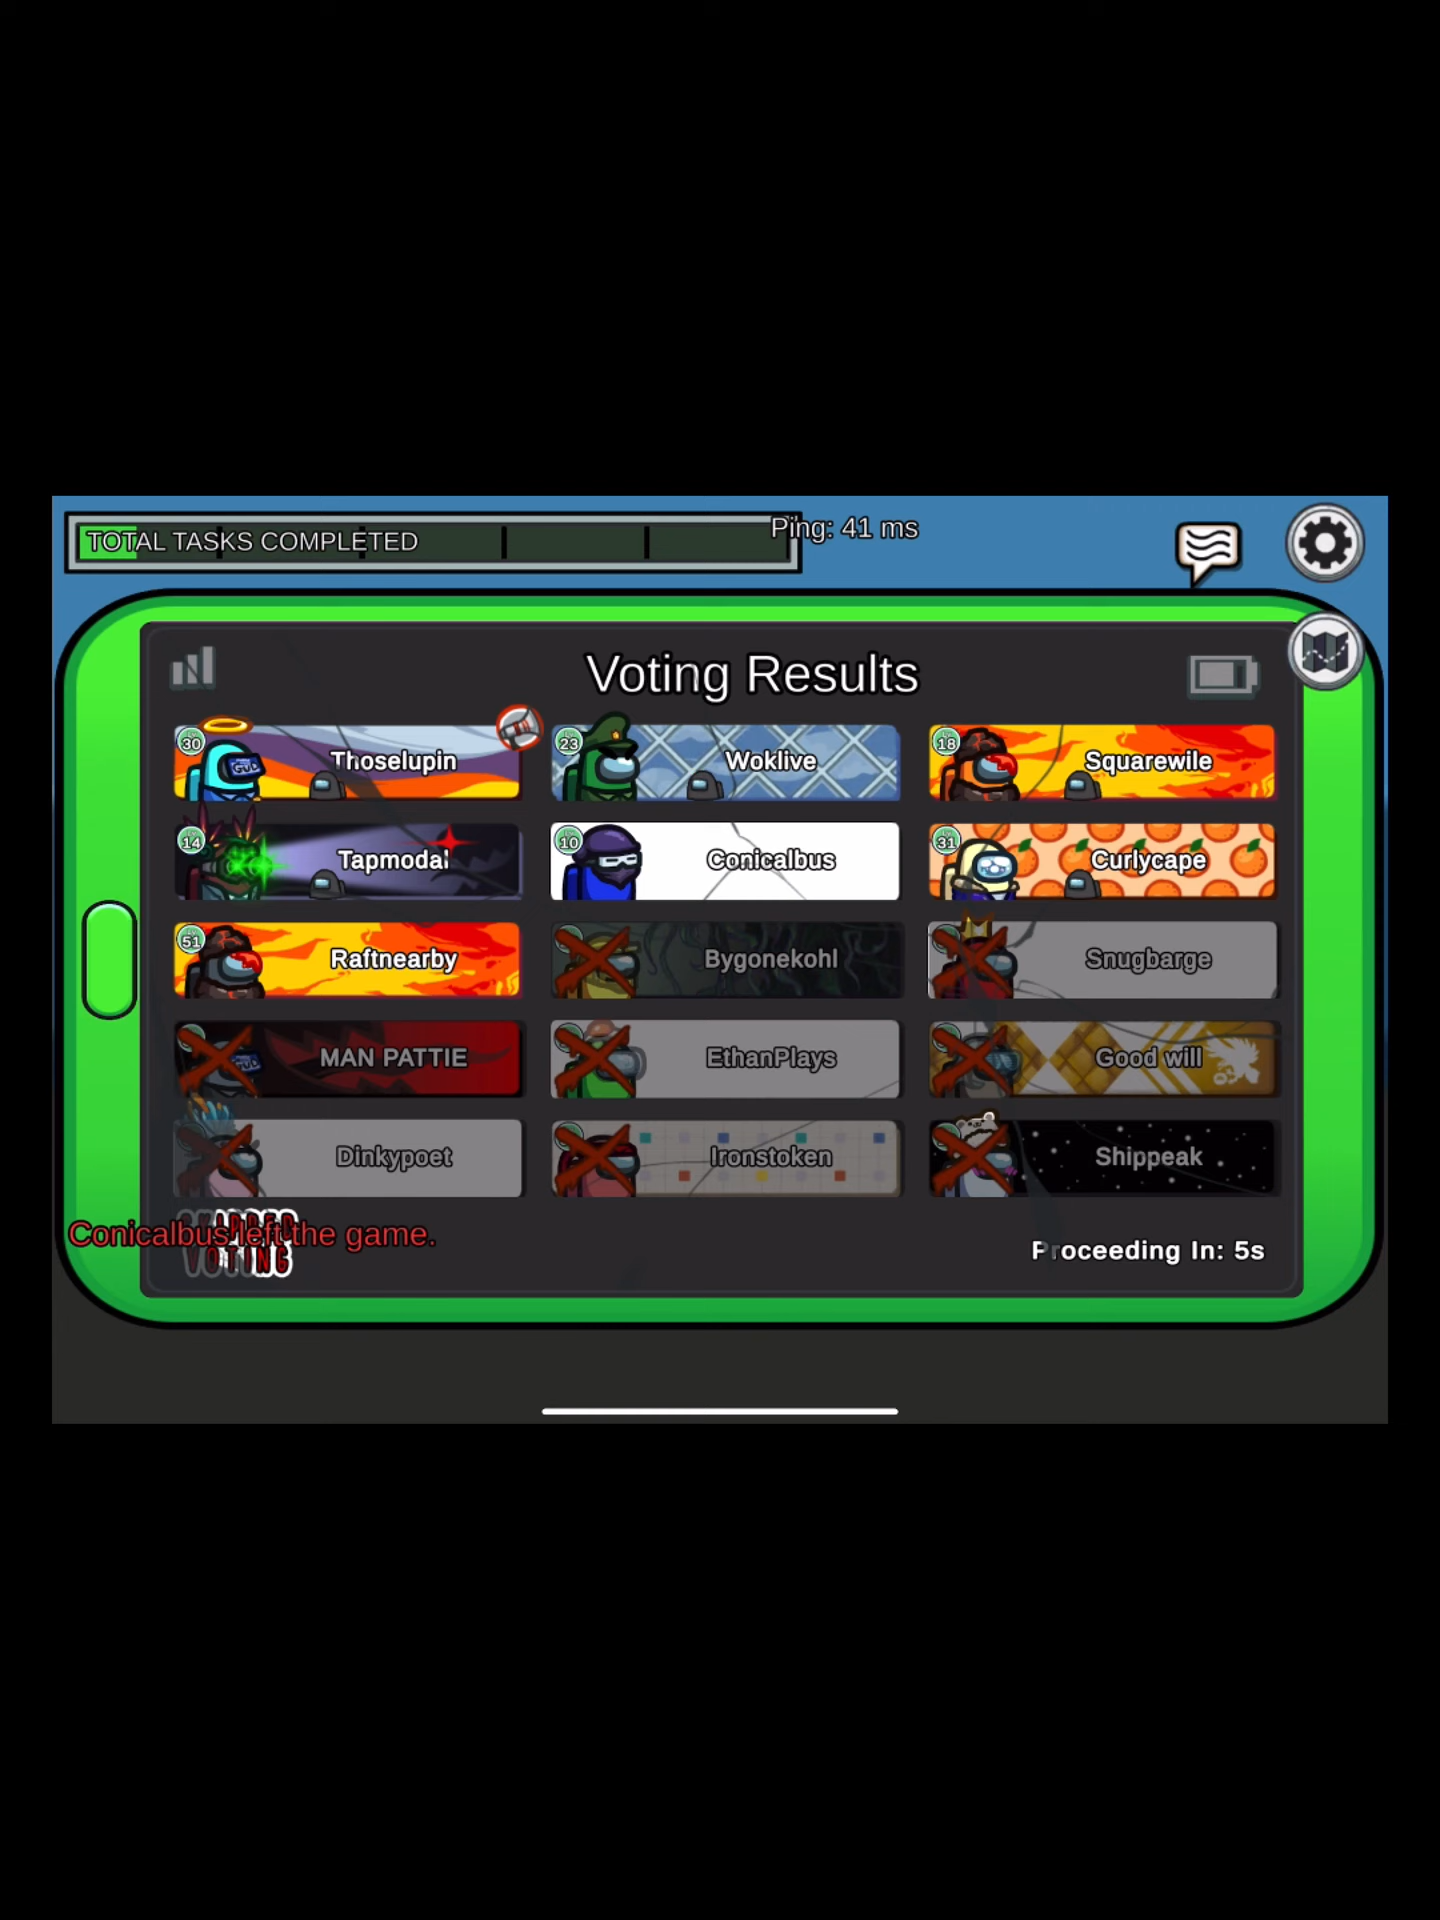 TOTAL TASKS COMPLETED
Ping: 41 ms
Voting Results
30
Thoselupin
23
Woklive
18
Squarewile
14
Tapmodal
10
Conicalbus
31
Curlycape
51
Raftnearby
Bygonekohl
Snugbarge
MAN PATTIE
EthanPlays
Good will
Dinkypoet
Ironstoken
Shippeak
Conicalbus left the game.
VOTING
Proceeding In: 5s